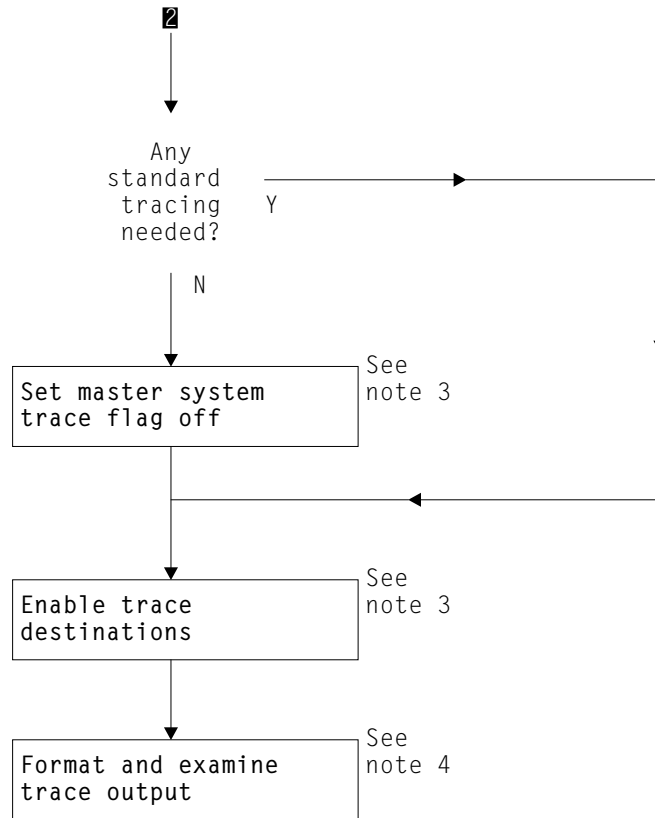 2
Any
standard
tracing
needed?
Y
N
See
note 3
Set master system
trace flag off
See
note 3
Enable trace
destinations
See
note 4
Format and examine
trace output